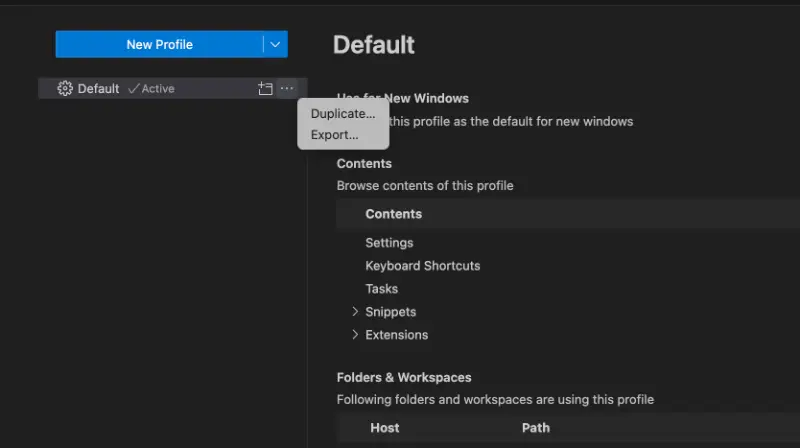 New Profile
Default
Default Active
Use for New Windows
Duplicate...
this profile as the default for new windows
Export...
Contents
Browse contents of this profile
Contents
Settings
Keyboard Shortcuts
Tasks
Snippets
Extensions
Folders & Workspaces
Following folders and workspaces are using this profile
Host Path